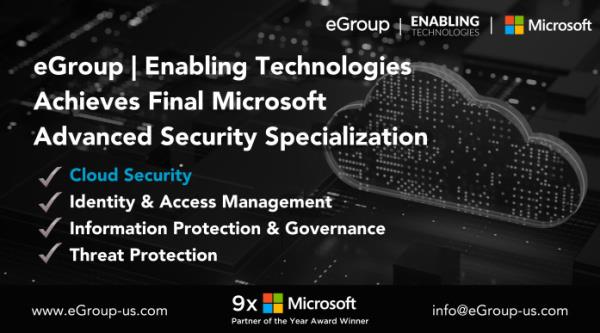 eGroup | ENABLING TECHNOLOGIES | Microsoft
eGroup | Enabling Technologies
Achieves Final Microsoft
Advanced Security Specialization
Cloud Security
Identity & Access Management
Information Protection & Governance
Threat Protection
www.eGroup-us.com
9x Microsoft
Partner of the Year Award Winner
info@eGroup-us.com